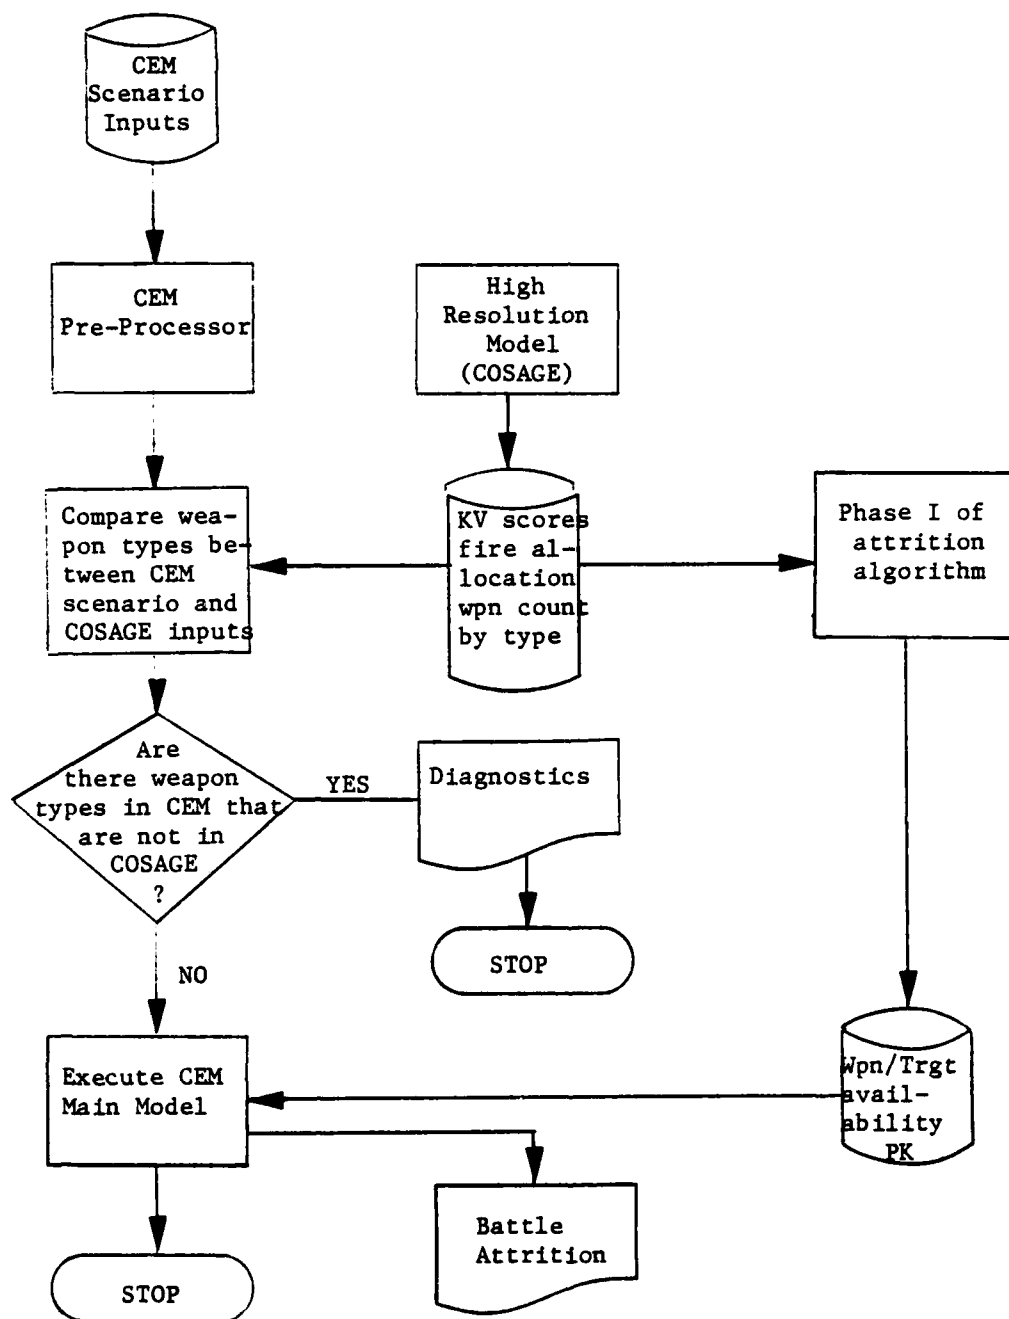 CEM
Scenario
Inputs
CEM
Pre-Processor
High
Resolution
Model
(COSAGE)
Compare wea-
pon types be-
tween CEM
scenario and
COSAGE inputs
KV scores
fire al-
location
wpn count
by type
Phase I of
attrition
algorithm
Are
there weapon
types in CEM that
are not in
COSAGE
?
YES
Diagnostics
STOP
NO
Execute CEM
Main Model
Wpn/Trgt
avail-
ability
PK
Battle
Attrition
STOP